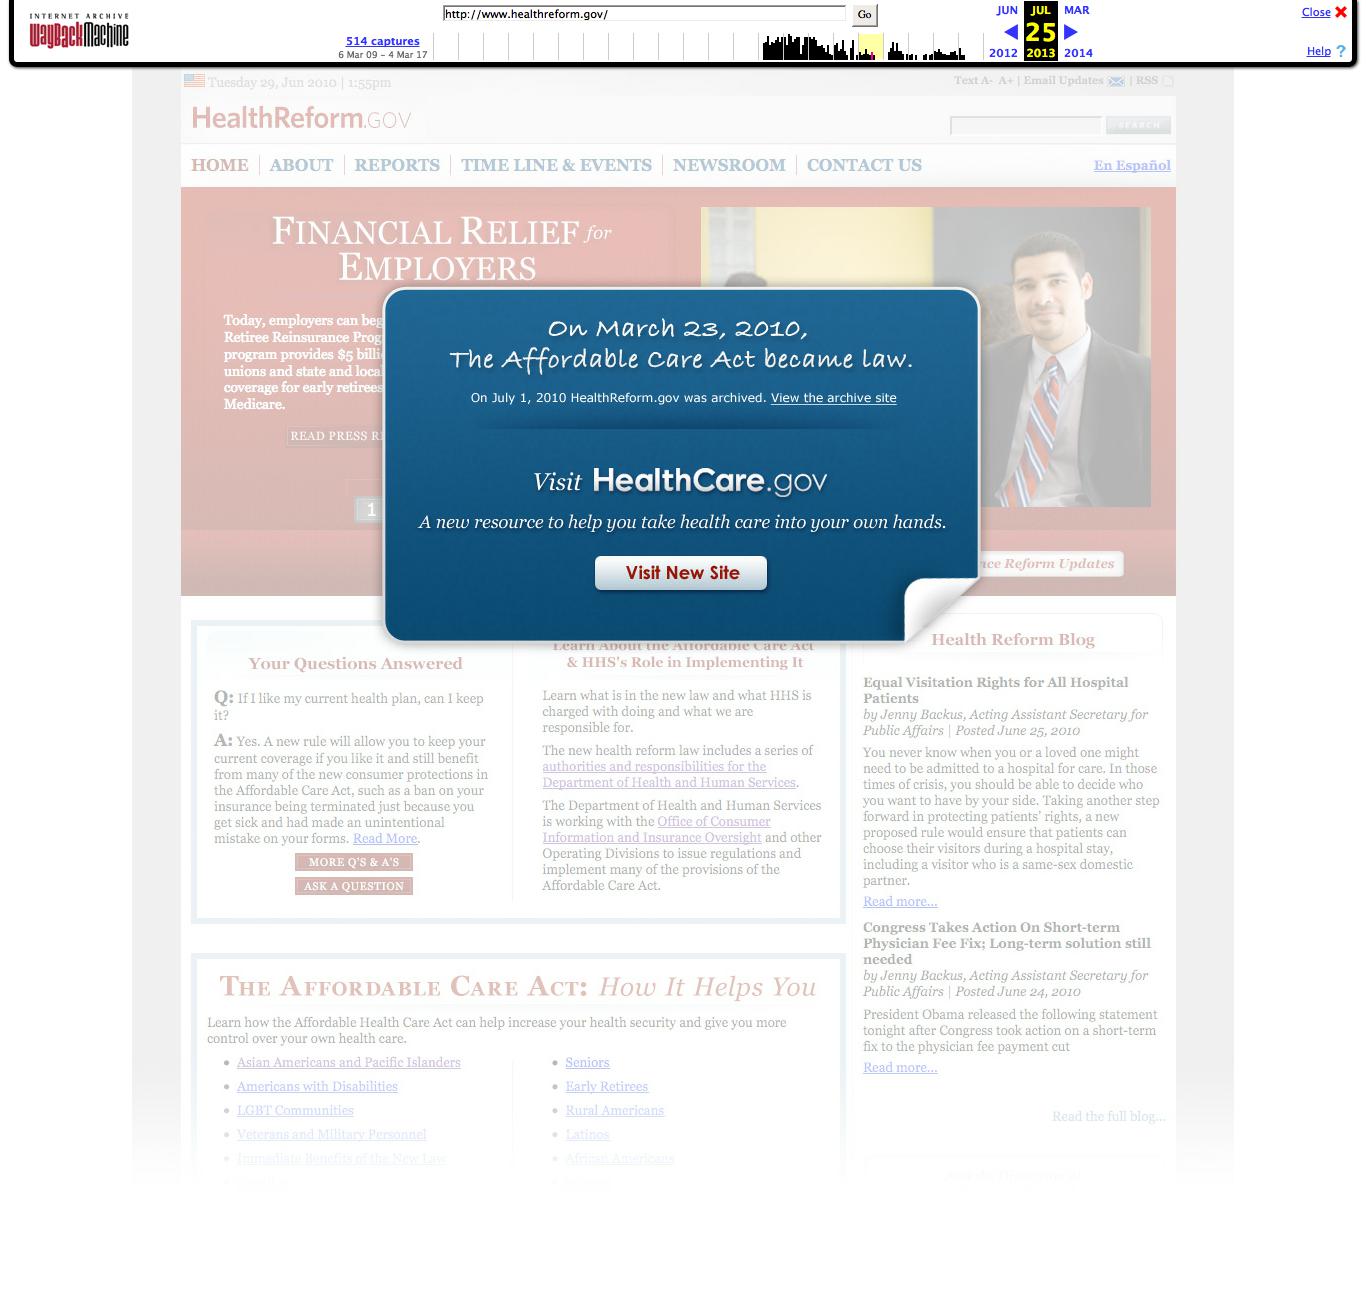 INTERNET ARCHIVE
WayBackMachine
http://www.healthreform.gov/
Go
JUN JUL MAR
Close
514 captures
25
6 Mar 09 – 4 Mar 17
2012 2013 2014
Help ?
Tuesday 29, Jun 2010 | 1:55pm
Text A- A+ | Email Updates | RSS
HealthReform.GOV
SEARCH
HOME ABOUT REPORTS TIME LINE & EVENTS NEWSROOM CONTACT US
En Español
FINANCIAL RELIEF for
EMPLOYERS
Today, employers can beg
Retiree Reinsurance Prog
program provides $5 billi
unions and state and local
coverage for early retirees
Medicare.
READ PRESS RE
1
On March 23, 2010,
The Affordable Care Act became law.
On July 1, 2010 HealthReform.gov was archived. View the archive site
Visit HealthCare.gov
A new resource to help you take health care into your own hands.
Visit New Site
nce Reform Updates
Your Questions Answered
Q: If I like my current health plan, can I keep
it?
A: Yes. A new rule will allow you to keep your
current coverage if you like it and still benefit
from many of the new consumer protections in
the Affordable Care Act, such as a ban on your
insurance being terminated just because you
get sick and had made an unintentional
mistake on your forms. Read More.
MORE Q'S & A'S
ASK A QUESTION
Learn About the Affordable Care Act
& HHS's Role in Implementing It
Learn what is in the new law and what HHS is
charged with doing and what we are
responsible for.
The new health reform law includes a series of
authorities and responsibilities for the
Department of Health and Human Services.
The Department of Health and Human Services
is working with the Office of Consumer
Information and Insurance Oversight and other
Operating Divisions to issue regulations and
implement many of the provisions of the
Affordable Care Act.
Health Reform Blog
Equal Visitation Rights for All Hospital
Patients
by Jenny Backus, Acting Assistant Secretary for
Public Affairs | Posted June 25, 2010
You never know when you or a loved one might
need to be admitted to a hospital for care. In those
times of crisis, you should be able to decide who
you want to have by your side. Taking another step
forward in protecting patients' rights, a new
proposed rule would ensure that patients can
choose their visitors during a hospital stay,
including a visitor who is a same-sex domestic
partner.
Read more...
Congress Takes Action On Short-term
Physician Fee Fix; Long-term solution still
needed
by Jenny Backus, Acting Assistant Secretary for
Public Affairs | Posted June 24, 2010
President Obama released the following statement
tonight after Congress took action on a short-term
fix to the physician fee payment cut
Read more...
Read the full blog...
THE AFFORDABLE CARE ACT: How It Helps You
Learn how the Affordable Health Care Act can help increase your health security and give you more
control over your own health care.
Asian Americans and Pacific Islanders
Americans with Disabilities
LGBT Communities
Veterans and Military Personnel
Immediate Benefits of the New Law
Seniors
Early Retirees
Rural Americans
Latinos
African Americans